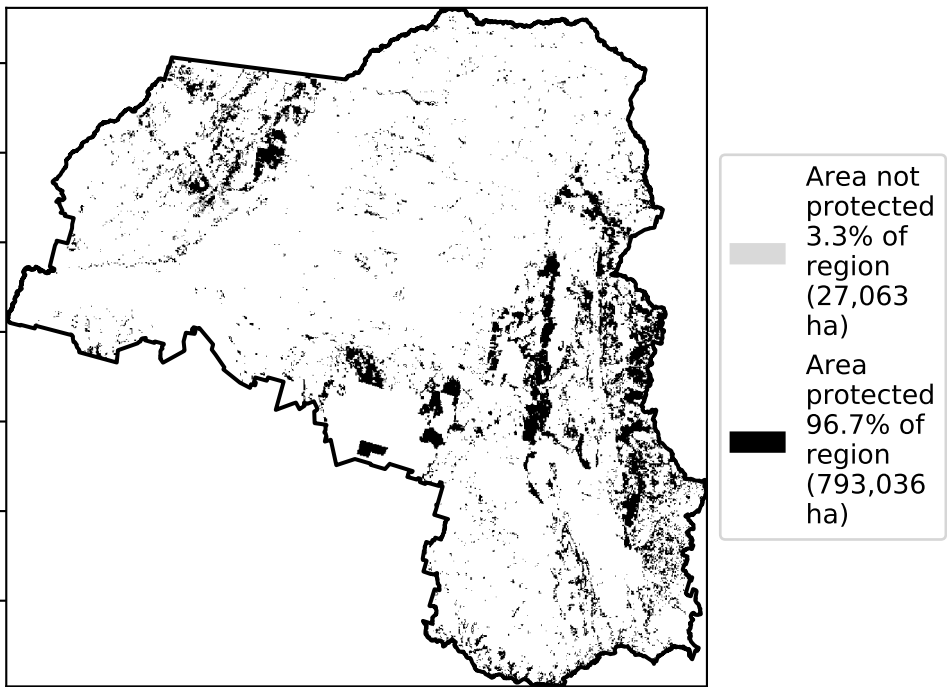 Area not
protected
3.3% of
region
(27,063
ha)
Area
protected
96.7% of
region
(793,036
ha)